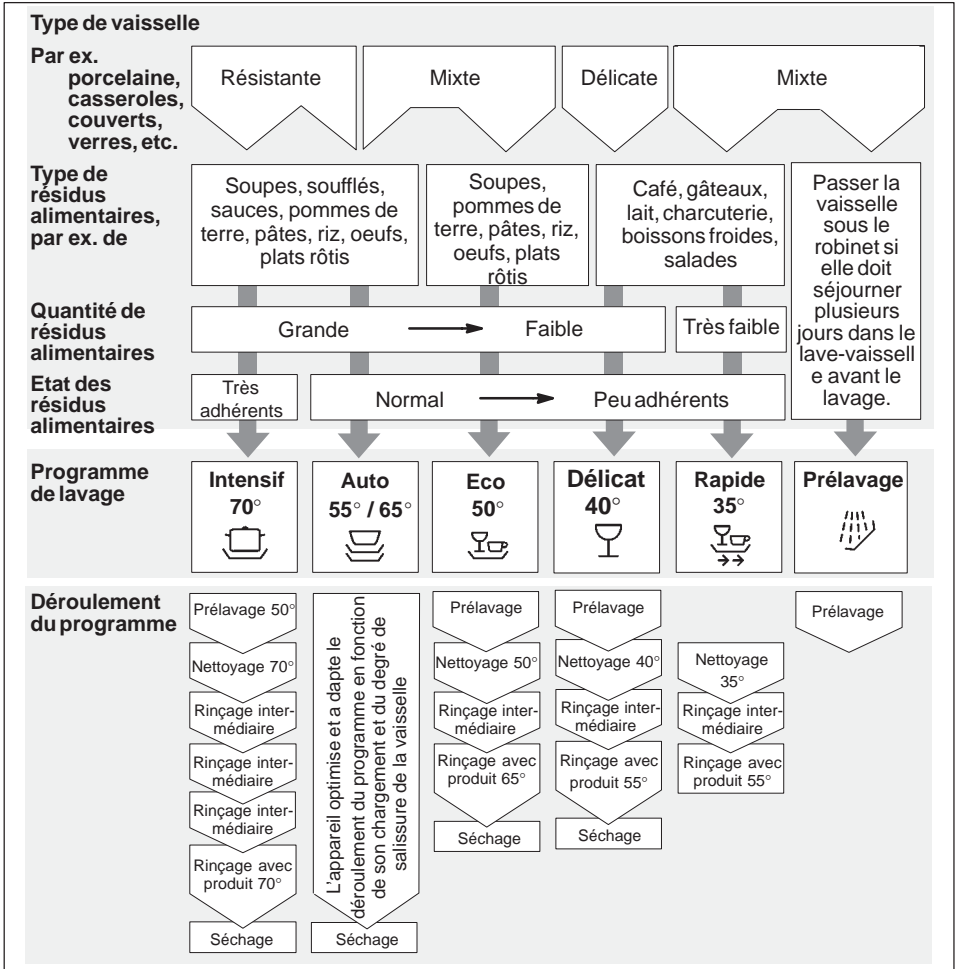 Type de vaisselle
Par ex.
porcelaine,
casseroles,
couverts,
verres, etc.
Résistante
Mixte
Délicate
Mixte
Type de
résidus
alimentaires,
par ex. de
Soupes, soufflés,
sauces, pommes de
terre, pâtes, riz, oeufs,
plats rôtis
Soupes,
pommes de
terre, pâtes, riz,
oeufs, plats
rôtis
Café, gâteaux,
lait, charcuterie,
boissons froides,
salades
Passer la
vaisselle
sous le
robinet si
elle doit
séjourner
plusieurs
jours dans le
lave-vaissell
e avant le
lavage.
Quantité de
résidus
alimentaires
Grande
Faible
Très faible
Etat des
résidus
alimentaires
Très
adhérents
Normal
Peu adhérents
Programme
de lavage
Intensif
70°
Auto
55° / 65°
Eco
50°
Délicat
40°
Rapide
35°
Prélavage
Déroulement
du programme
Prélavage 50°
Nettoyage 70°
Rinçage inter-
médiaire
Rinçage inter-
médiaire
Rinçage inter-
médiaire
Rinçage avec
produit 70°
Séchage
L'appareil optimise et a dapte le
déroulement du programme en fonction
de son chargement et du degré de
salissure de la vaisselle
Séchage
Prélavage
Nettoyage 50°
Rinçage inter-
médiaire
Rinçage avec
produit 65°
Séchage
Prélavage
Nettoyage 40°
Rinçage inter-
médiaire
Rinçage avec
produit 55°
Séchage
Nettoyage
35°
Rinçage inter-
médiaire
Rinçage avec
produit 55°
Prélavage